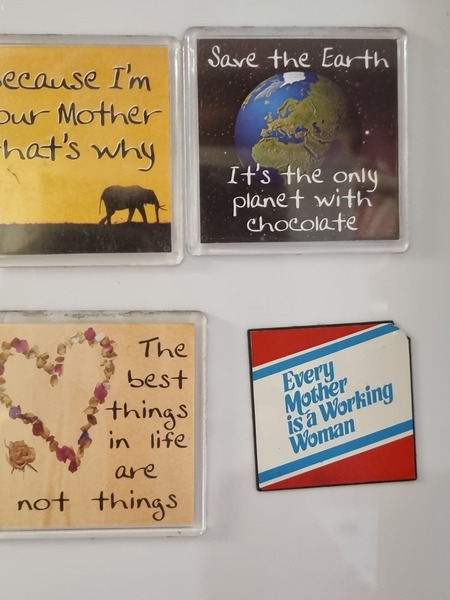 ecause I'm
our Mother
hat's why
Save the Earth
It's the only
planet with
chocolate
The
best
things
in life
are
not things
Every
Mother
is a Working
Woman